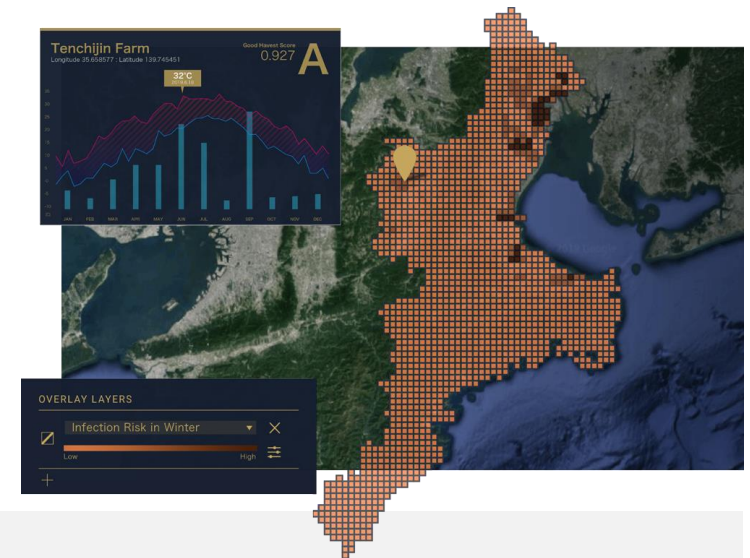 Tenchijin Farm
Longitude 35.658577 : Latitude 139.745451
Good Havest Score
0.927
A
32°C
JAN FEB MAR APR MAY JUN JUL AUG SEP OCT NOV DEC
OVERLAY LAYERS
Infection Risk in Winter
Low High